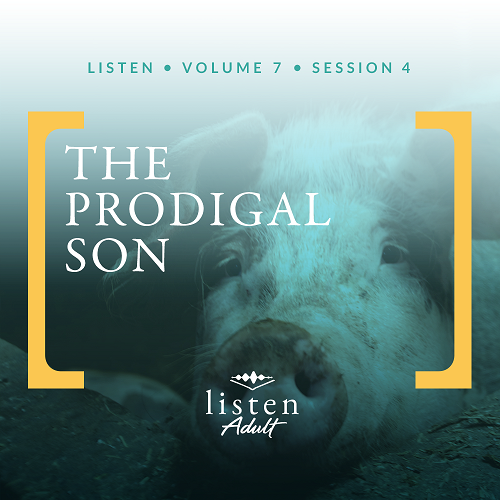 LISTEN • VOLUME 7 • SESSION 4
THE
PRODIGAL
SON
listen
Adult